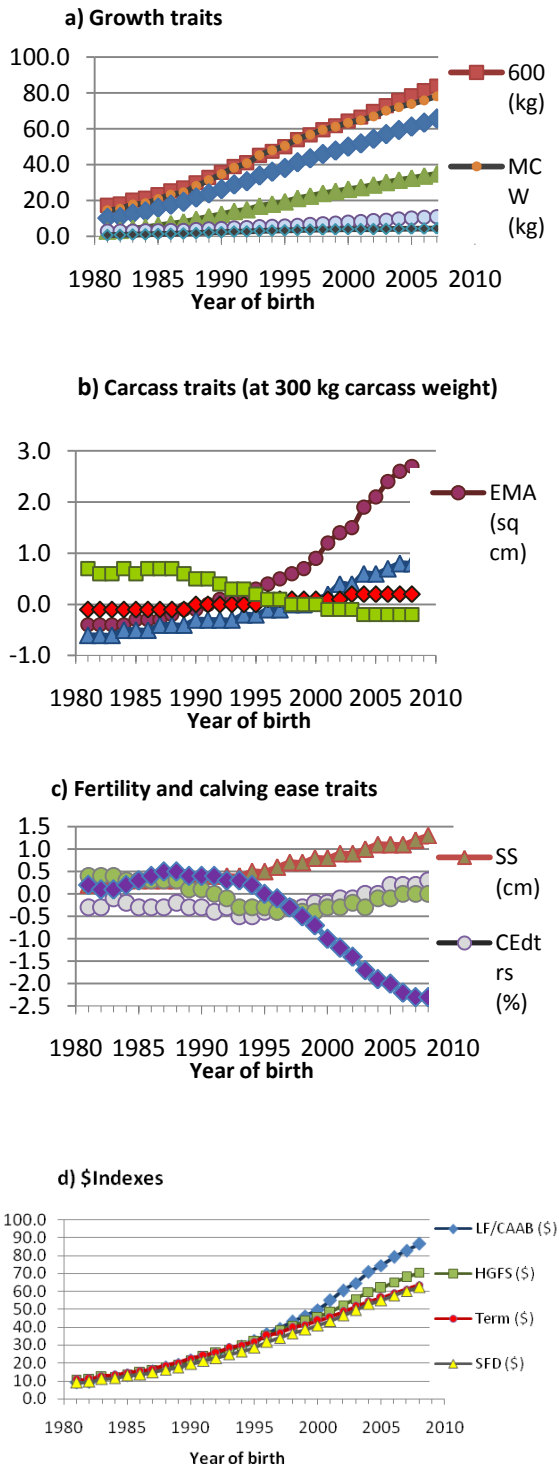 a) Growth traits
100.0
80.0
60.0
40.0
20.0
0.0
1980 1985 1990 1995 2000 2005 2010
Year of birth
600
(kg)
MC
W
(kg)
b) Carcass traits (at 300 kg carcass weight)
3.0
2.0
1.0
0.0
-1.0
1980 1985 1990 1995 2000 2005 2010
Year of birth
EMA
(sq
cm)
c) Fertility and calving ease traits
1.5
1.0
0.5
0.0
-0.5
-1.0
-1.5
-2.0
-2.5
1980 1985 1990 1995 2000 2005 2010
Year of birth
SS
(cm)
CEdt
rs
(%)
d) $Indexes
100.0
90.0
80.0
70.0
60.0
50.0
40.0
30.0
20.0
10.0
0.0
1980 1985 1990 1995 2000 2005 2010
Year of birth
LF/CAAB ($)
HGFS ($)
Term ($)
SFD ($)